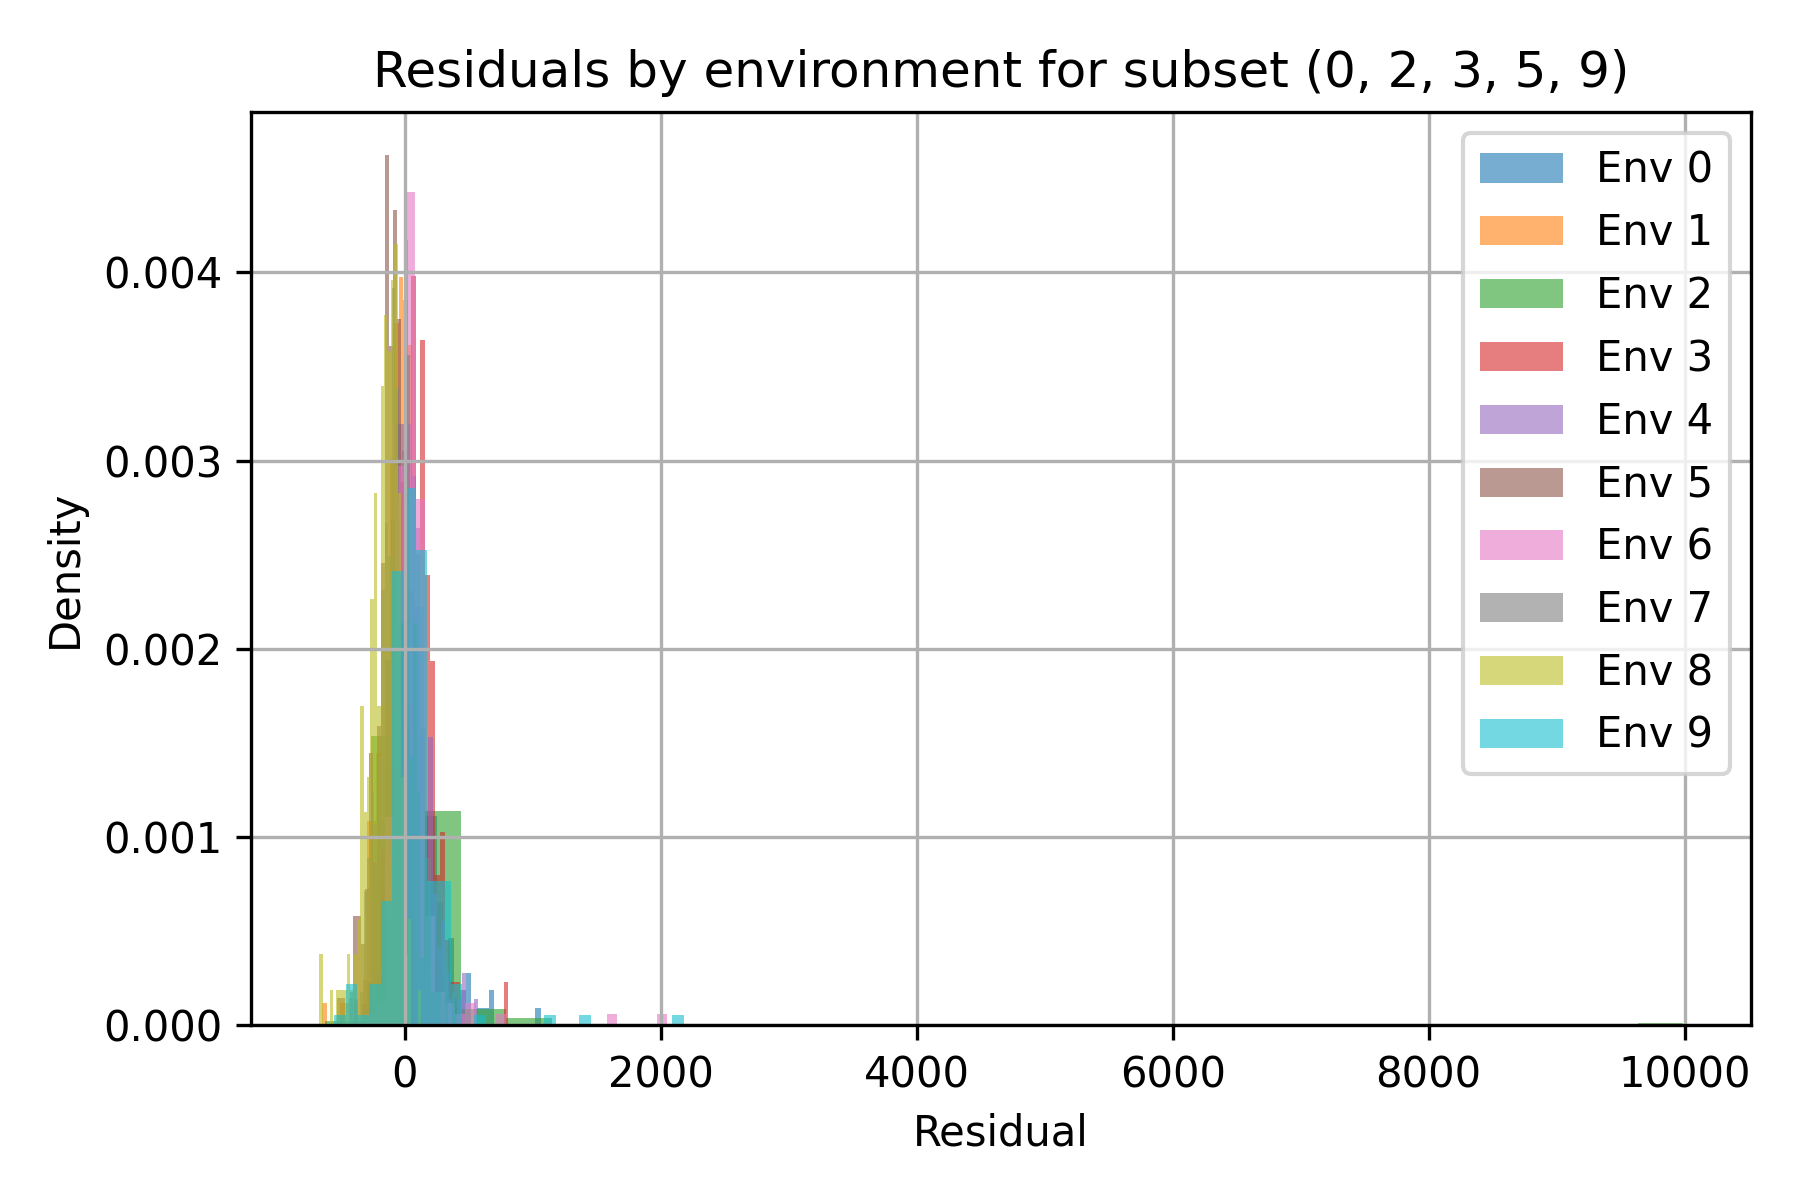 Residuals by environment for subset (0, 2, 3, 5, 9)
Env 0
Env 1
Env 2
Env 3
Env 4
Env 5
Env 6
Env 7
Env 8
Env 9
0.004
0.003
0.002
0.001
0.000
Density
0 2000 4000 6000 8000 10000
Residual